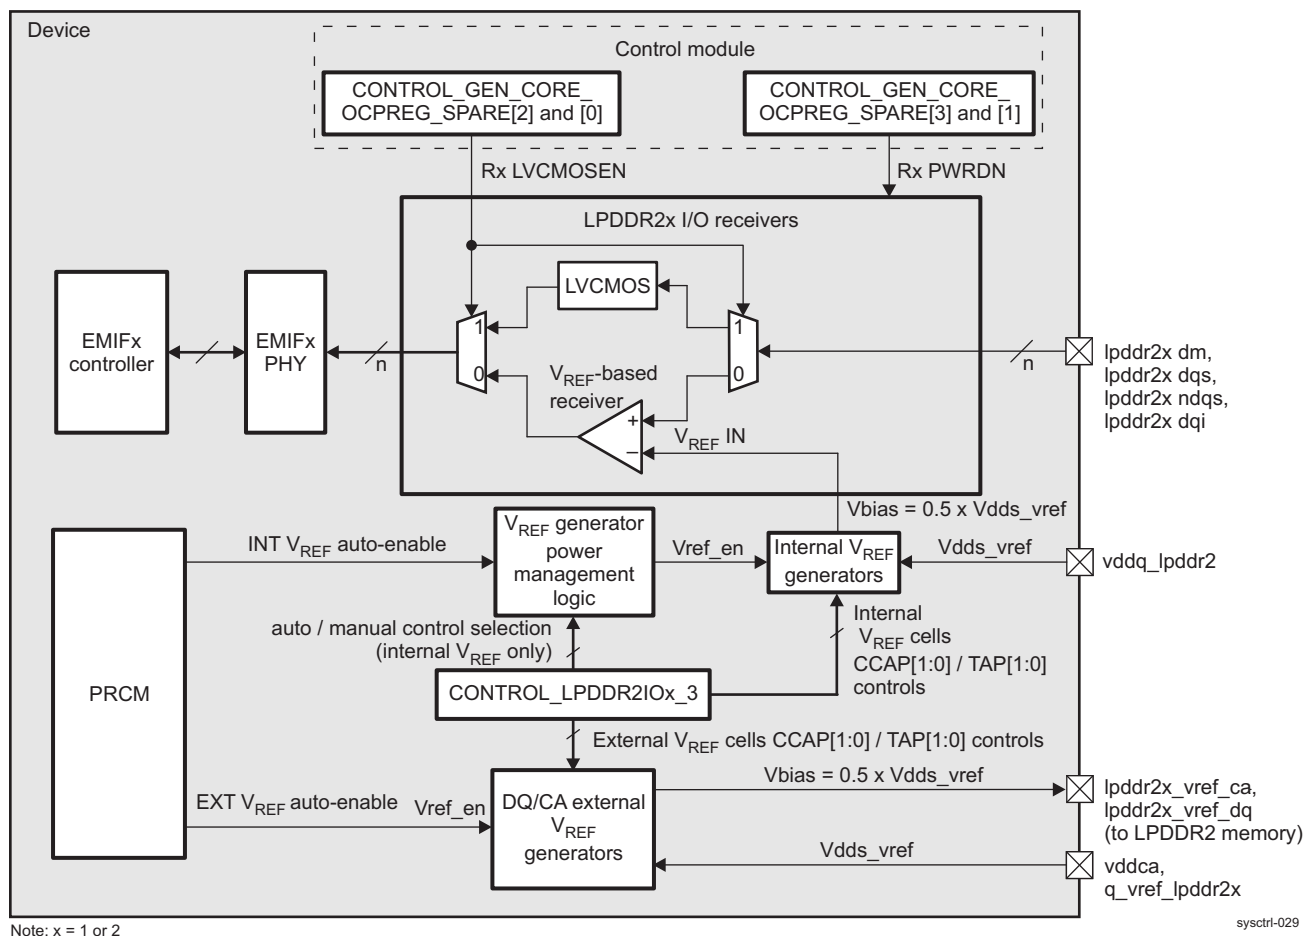 Device
Control module
CONTROL_GEN_CORE_
OCPREG_SPARE[2] and [0]
CONTROL_GEN_CORE_
OCPREG_SPARE[3] and [1]
Rx LVCMOSEN
Rx PWRDN
LPDDR2x I/O receivers
LVCMOS
1
0
1
0
VREF-based
receiver
+
–
VREF IN
EMIFx
controller
EMIFx
PHY
n
n
lpddr2x dm,
lpddr2x dqs,
lpddr2x ndqs,
lpddr2x dqi
Vbias = 0.5 x Vdds_vref
PRCM
INT VREF auto-enable
VREF generator
power
management
logic
Vref_en
Internal VREF
generators
Vdds_vref
vddq_lpddr2
auto / manual control selection
(internal VREF only)
Internal
VREF cells
CCAP[1:0] / TAP[1:0]
controls
CONTROL_LPDDR2IOx_3
External VREF cells CCAP[1:0] / TAP[1:0] controls
EXT VREF auto-enable
Vref_en
DQ/CA external
VREF
generators
Vbias = 0.5 x Vdds_vref
lpddr2x_vref_ca,
lpddr2x_vref_dq
(to LPDDR2 memory)
Vdds_vref
vddca,
q_vref_lpddr2x
Note: x = 1 or 2
sysctrl-029